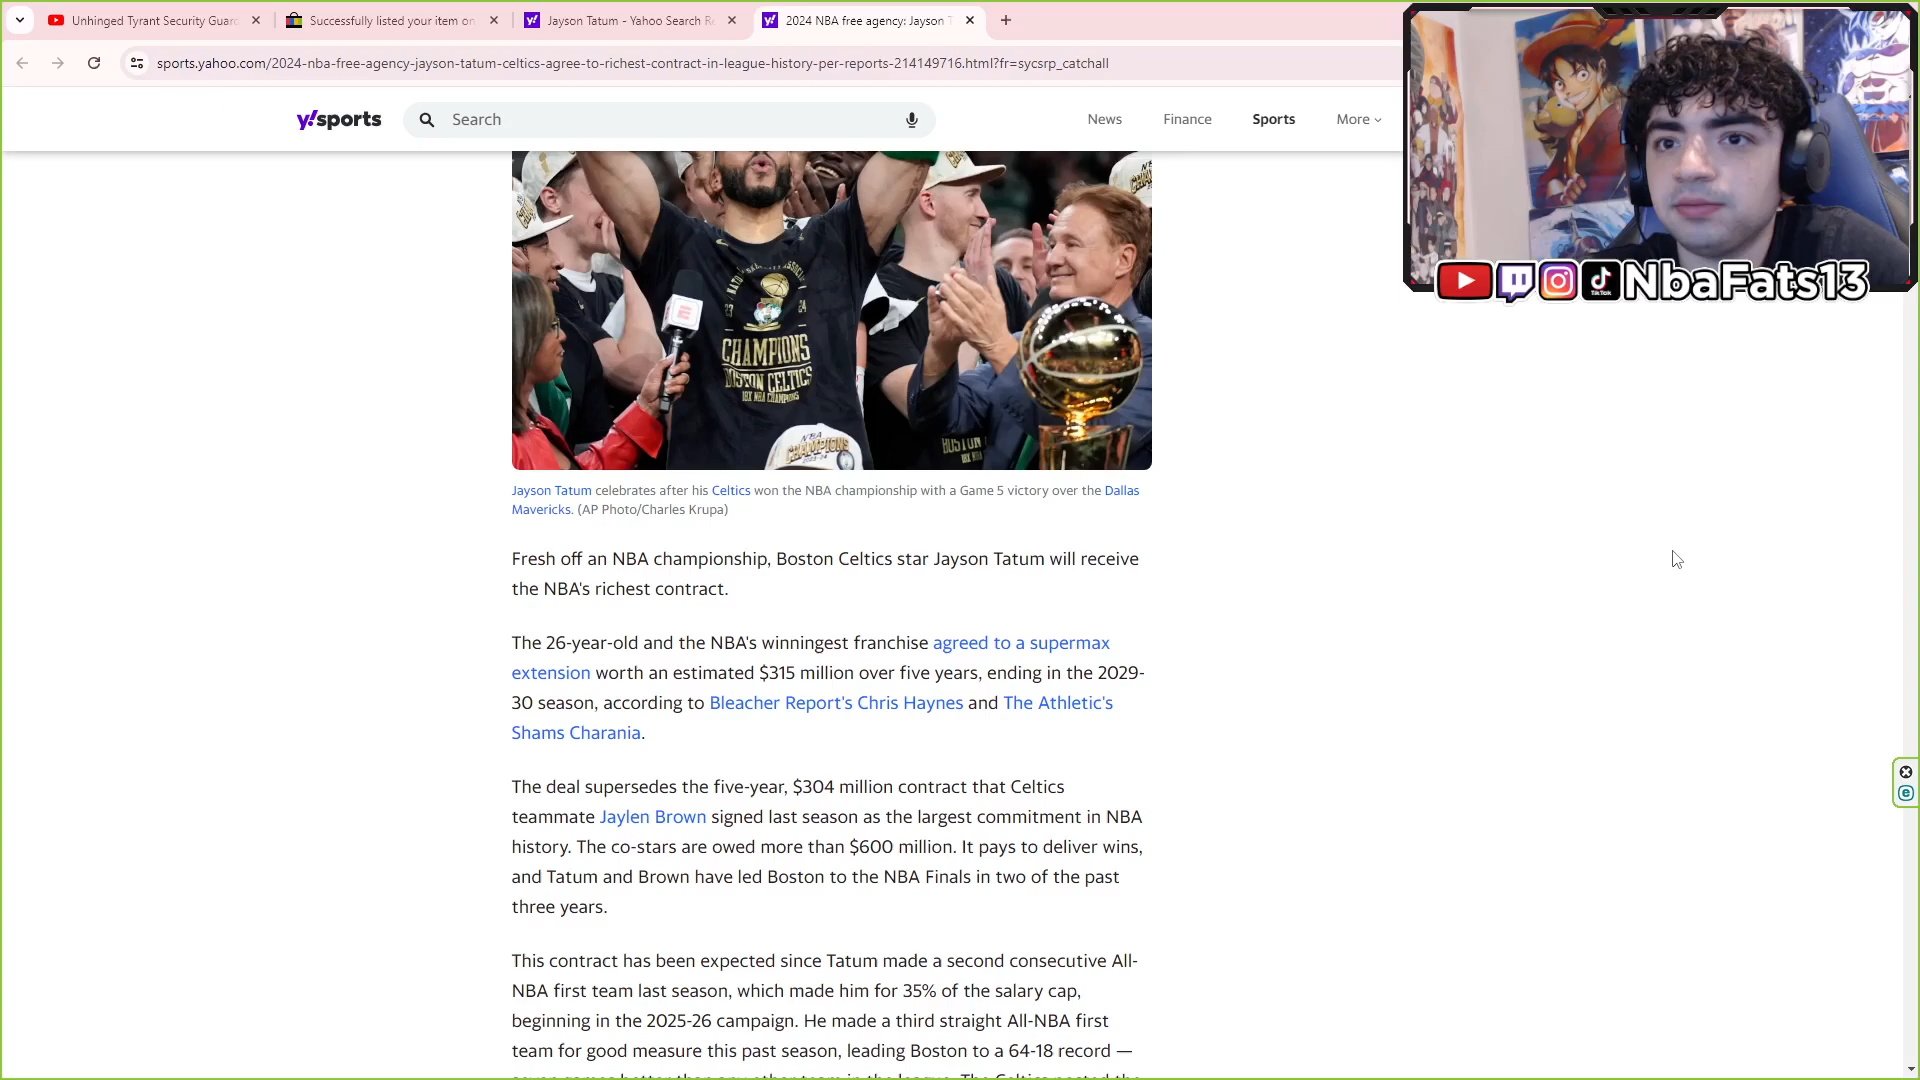 Unhinged Tyrant Security Guard
Successfully listed your item on
Jayson Tatum - Yahoo Search Re
2024 NBA free agency: Jayson T
sports.yahoo.com/2024-nba-free-agency-jayson-tatum-celtics-agree-to-richest-contract-in-league-history-per-reports-214149716.html?fr=sycsrp_catchall
y!sports
Search
News
Finance
Sports
More
NbaFats13
TikTok
23 24
CHAMPIONS
BOSTON CELTICS
18X NBA CHAMPIONS
NBA
CHAMPIONS
BOSTON
Jayson Tatum celebrates after his Celtics won the NBA championship with a Game 5 victory over the Dallas
Mavericks. (AP Photo/Charles Krupa)
Fresh off an NBA championship, Boston Celtics star Jayson Tatum will receive
the NBA's richest contract.
The 26-year-old and the NBA's winningest franchise agreed to a supermax
extension worth an estimated $315 million over five years, ending in the 2029-
30 season, according to Bleacher Report's Chris Haynes and The Athletic's
Shams Charania.
The deal supersedes the five-year, $304 million contract that Celtics
teammate Jaylen Brown signed last season as the largest commitment in NBA
history. The co-stars are owed more than $600 million. It pays to deliver wins,
and Tatum and Brown have led Boston to the NBA Finals in two of the past
three years.
This contract has been expected since Tatum made a second consecutive All-
NBA first team last season, which made him for 35% of the salary cap,
beginning in the 2025-26 campaign. He made a third straight All-NBA first
team for good measure this past season, leading Boston to a 64-18 record —